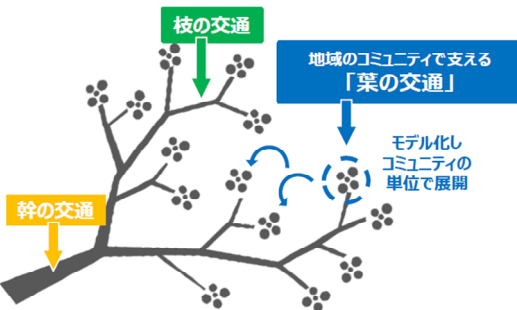 枝の交通
地域のコミュニティで支える
「葉の交通」
モデル化し
コミュニティの
単位で展開
幹の交通